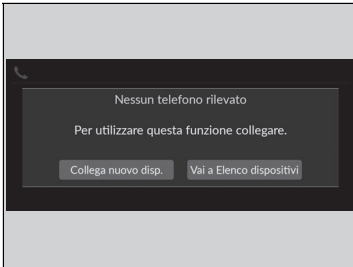 Nessun telefono rilevato
Per utilizzare questa funzione collegare.
Collega nuovo disp.
Vai a Elenco dispositivi